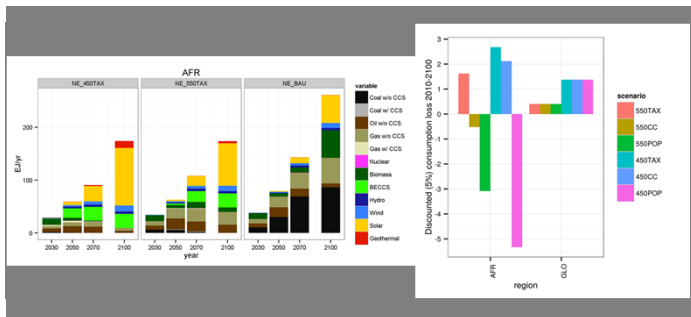 AFR
NE_450TAX NE_550TAX NE_BAU
200
100
0
EJ/yr
2030 2050 2070 2100 2030 2050 2070 2100 2030 2050 2070 2100
year
variable
Coal w/o CCS
Coal w/ CCS
Oil w/o CCS
Gas w/o CCS
Gas w/ CCS
Nuclear
Biomass
BECCS
Hydro
Wind
Solar
Geothermal
Discounted (5%) consumption loss 2010-2100
3
2
1
0
-1
-2
-3
-4
-5
AFR GLO
region
scenario
550TAX
550CC
550POP
450TAX
450CC
450POP